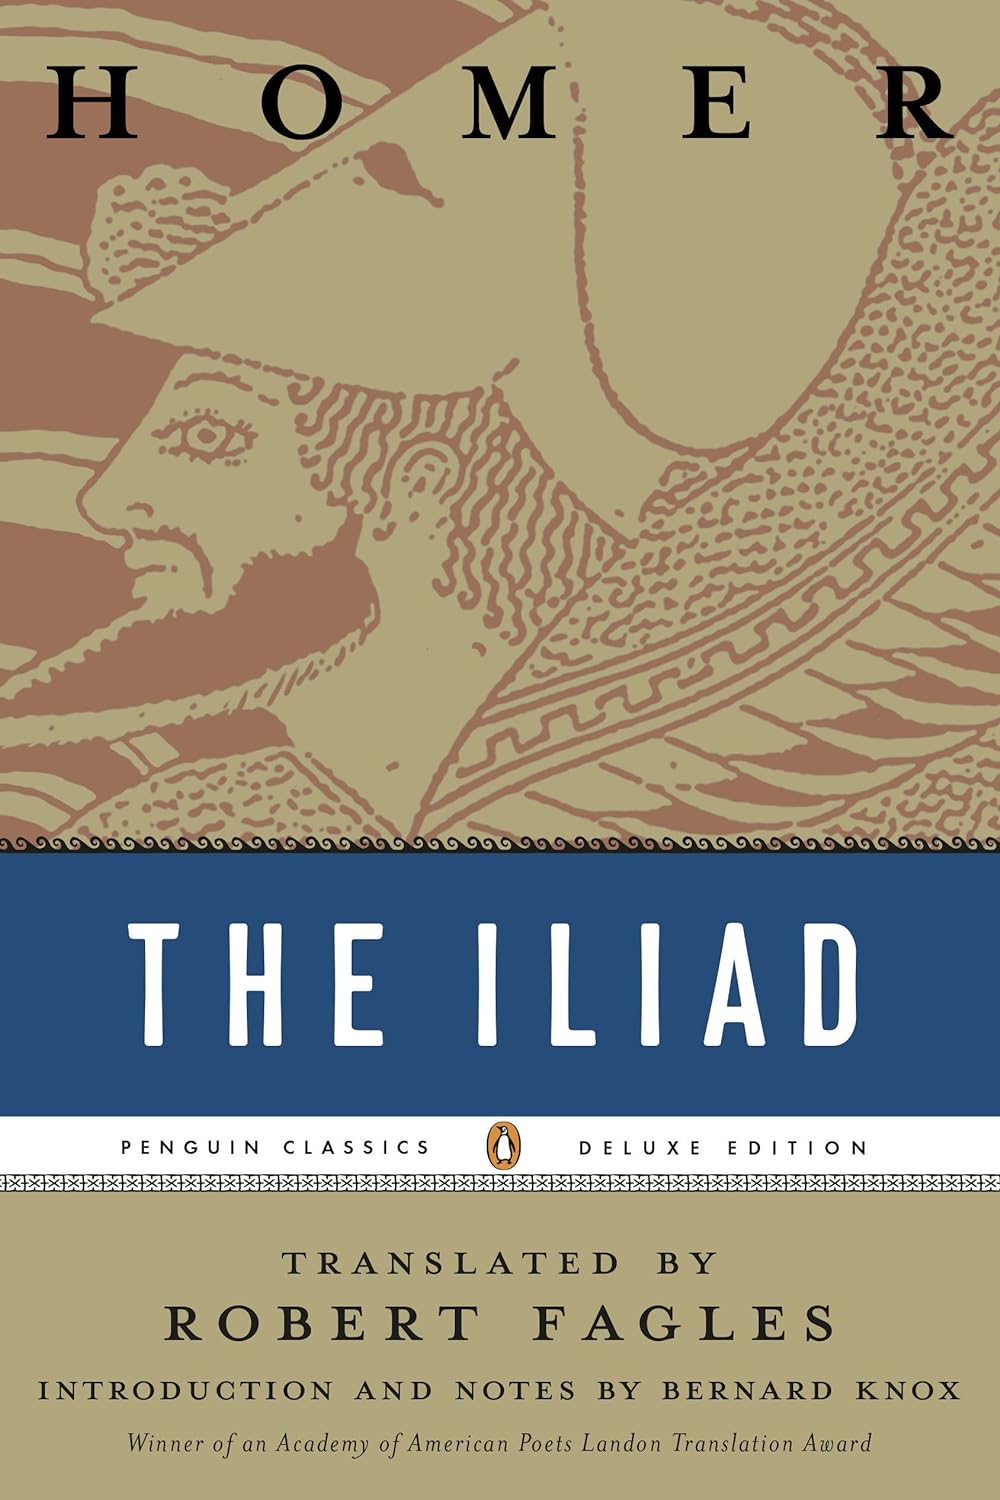 HOMER
THE ILIAD
PENGUIN CLASSICS DELUXE EDITION
TRANSLATED BY
ROBERT FAGLES
INTRODUCTION AND NOTES BY BERNARD KNOX
Winner of an Academy of American Poets Landon Translation Award